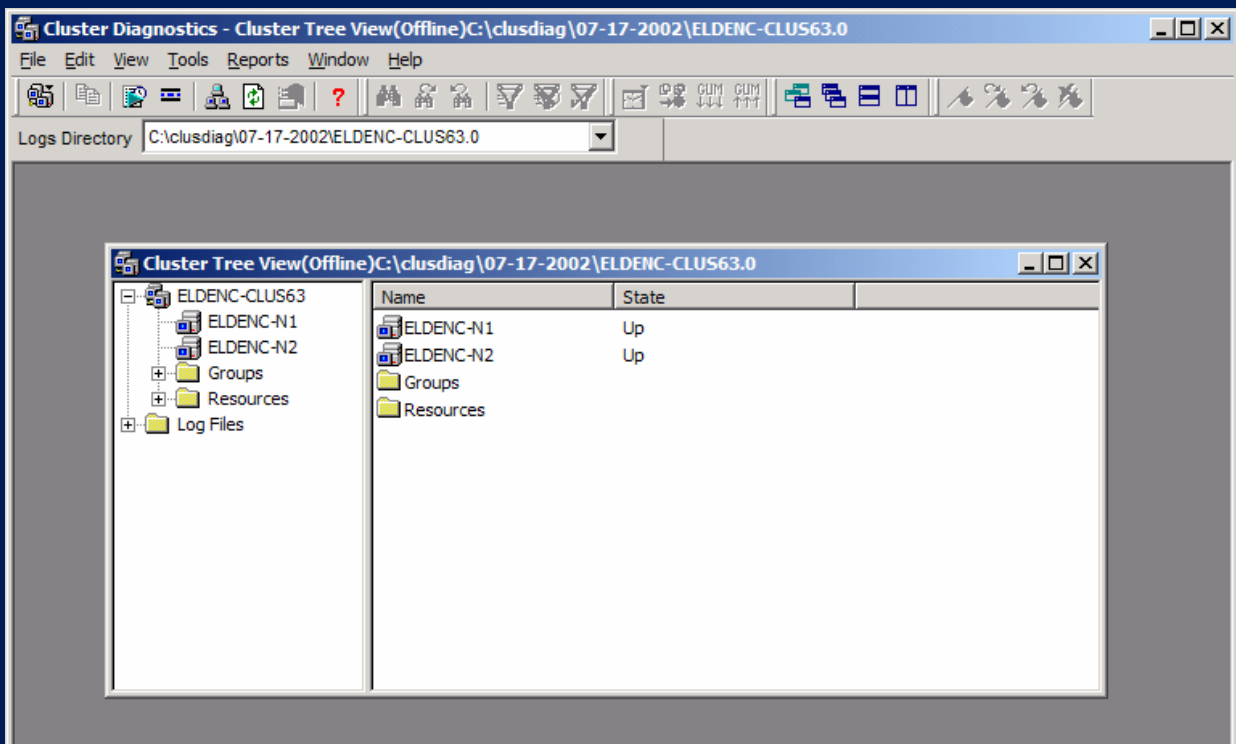 Cluster Diagnostics - Cluster Tree View(Offline)C:\clusdiag\07-17-2002\ELDENC-CLUS63.0
File Edit View Tools Reports Window Help
? GUM GUM
Logs Directory C:\clusdiag\07-17-2002\ELDENC-CLUS63.0
Cluster Tree View(Offline)C:\clusdiag\07-17-2002\ELDENC-CLUS63.0
ELDENC-CLUS63
ELDENC-N1
ELDENC-N2
Groups
Resources
Log Files
Name State
ELDENC-N1 Up
ELDENC-N2 Up
Groups
Resources